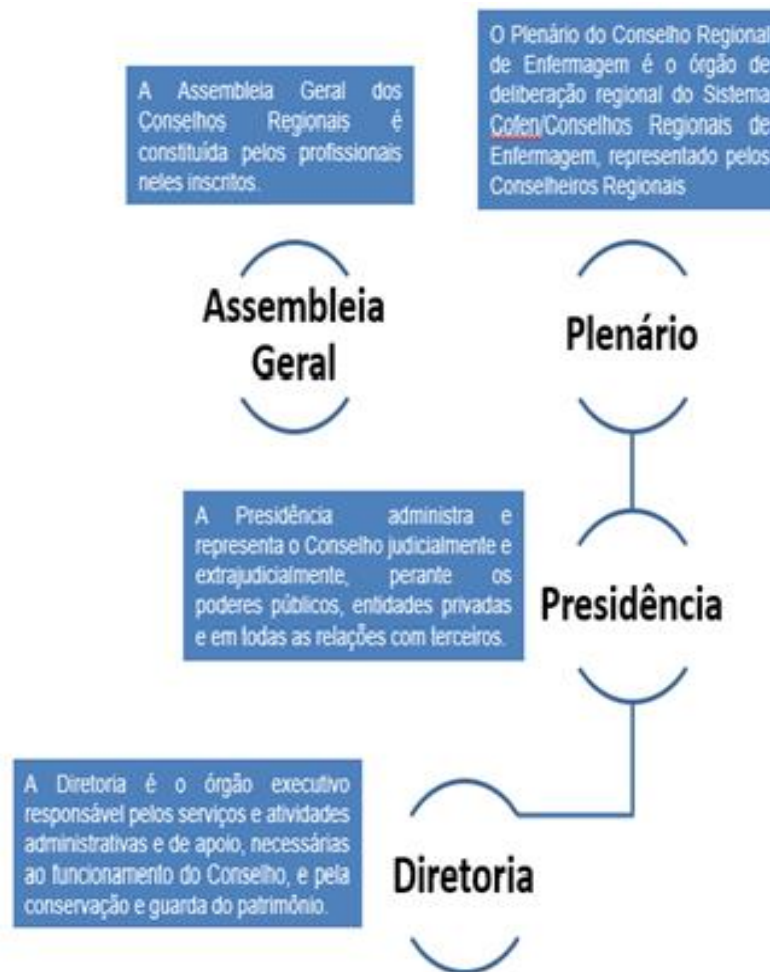 A Assembleia Geral dos
Conselhos Regionais é
constituída pelos profissionais
neles inscritos.
O Plenário do Conselho Regional
de Enfermagem é o órgão de
deliberação regional do Sistema
Cofen/Conselhos Regionais de
Enfermagem, representado pelos
Conselheiros Regionais
Assembleia
Geral
Plenário
A Presidência administra e
representa o Conselho judicialmente e
extrajudicialmente, perante os
poderes públicos, entidades privadas
e em todas as relações com terceiros.
Presidência
A Diretoria é o órgão executivo
responsável pelos serviços e atividades
administrativas e de apoio, necessárias
ao funcionamento do Conselho, e pela
conservação e guarda do patrimônio.
Diretoria